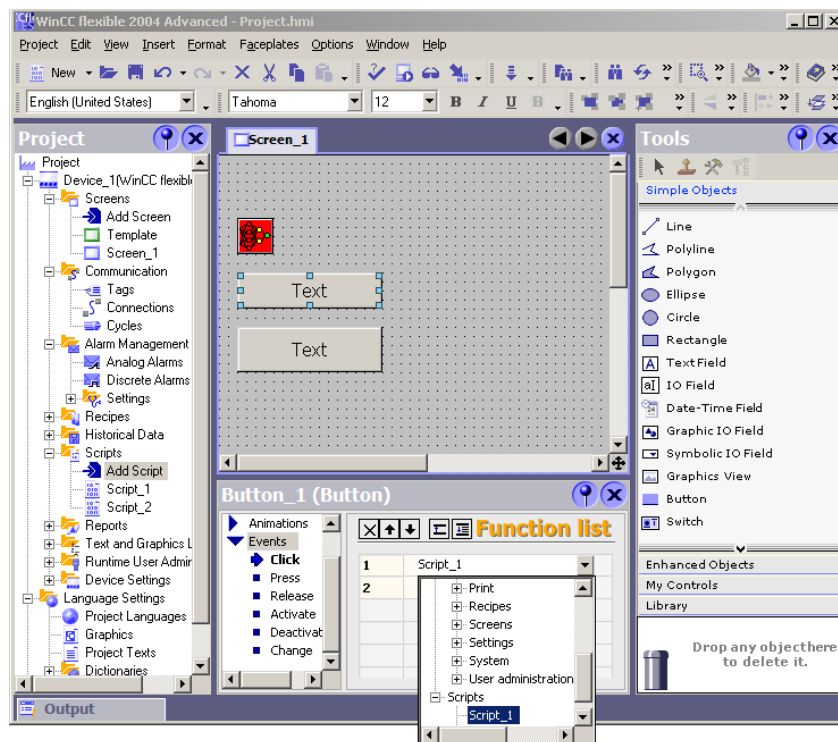 WinCC flexible 2004 Advanced - Project.hmi
Project Edit View Insert Format Faceplates Options Window Help
New
English (United States) Tahoma 12 B I U
Project
Project
Device_1(WinCC flexible
Screens
Add Screen
Template
Screen_1
Communication
Tags
Connections
Cycles
Alarm Management
Analog Alarms
Discrete Alarms
Settings
Recipes
Historical Data
Scripts
Add Script
Script_1
Script_2
Reports
Text and Graphics L
Runtime User Admir
Device Settings
Language Settings
Project Languages
Graphics
Project Texts
Dictionaries
Screen_1
Text
Text
Button_1 (Button)
Animations
Events
Click
Press
Release
Activate
Deactivat
Change
Function list
1 Script_1
2
Print
Recipes
Screens
Settings
System
User administration
Scripts
Script_1
Tools
Simple Objects
Line
Polyline
Polygon
Ellipse
Circle
Rectangle
A TextField
aI IO Field
Date-Time Field
Graphic IO Field
Symbolic IO Field
Graphics View
Button
Switch
Enhanced Objects
My Controls
Library
Drop any objecthere
to delete it.
Output